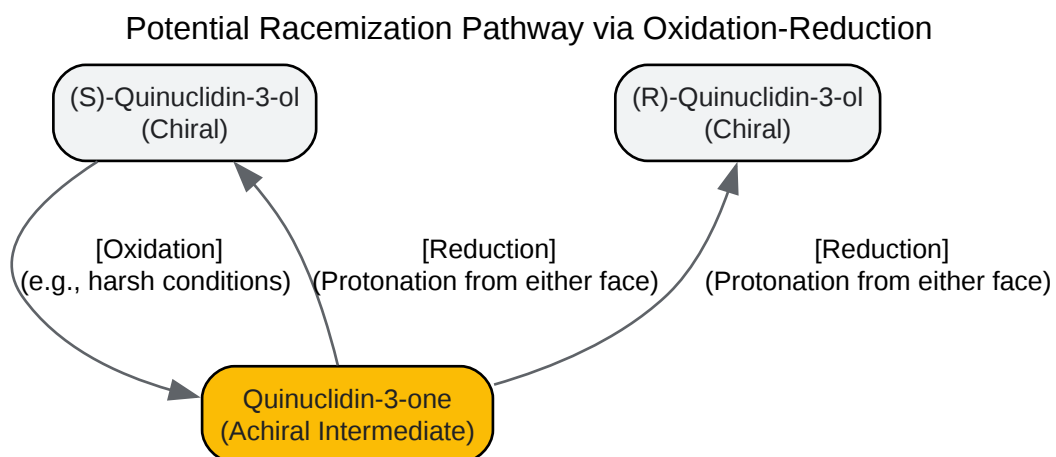 Potential Racemization Pathway via Oxidation-Reduction
(S)-Quinuclidin-3-ol
(Chiral)
(R)-Quinuclidin-3-ol
(Chiral)
[Oxidation]
(e.g., harsh conditions)
[Reduction]
(Protonation from either face)
[Reduction]
(Protonation from either face)
Quinuclidin-3-one
(Achiral Intermediate)